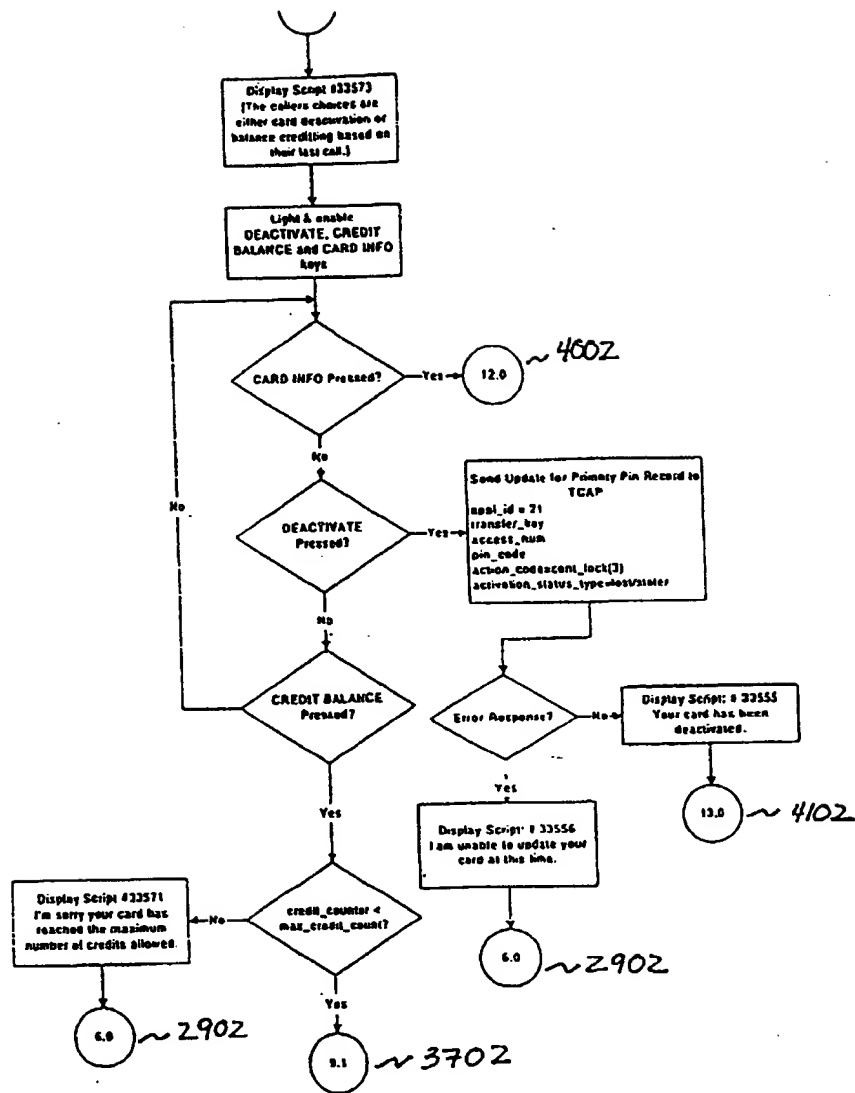 Display Script #33573
(The callers choices are
either card deactivation or
balance crediting based on
their last call.)
Light & enable
DEACTIVATE, CREDIT
BALANCE and CARD INFO
keys
CARD INFO Pressed?
Yes
12.0
~ 4002
No
No
DEACTIVATE
Pressed?
Yes
Send Update for Primary Pin Record to
TCAP
transfer_key
access_num
pin_code
No
CREDIT BALANCE
Pressed?
Error Response?
No
Display Script: # 33555
Your card has been
deactivated.
Yes
Yes
13.0
~ 4102
Display Script: # 33556
I am unable to update your
card at this time.
Display Script #33571
I'm sorry your card has
reached the maximum
number of credits allowed.
No
credit_counter <
max_credit_count?
6.0
~ 2902
Yes
6.0
~ 2902
9.1
~ 3702